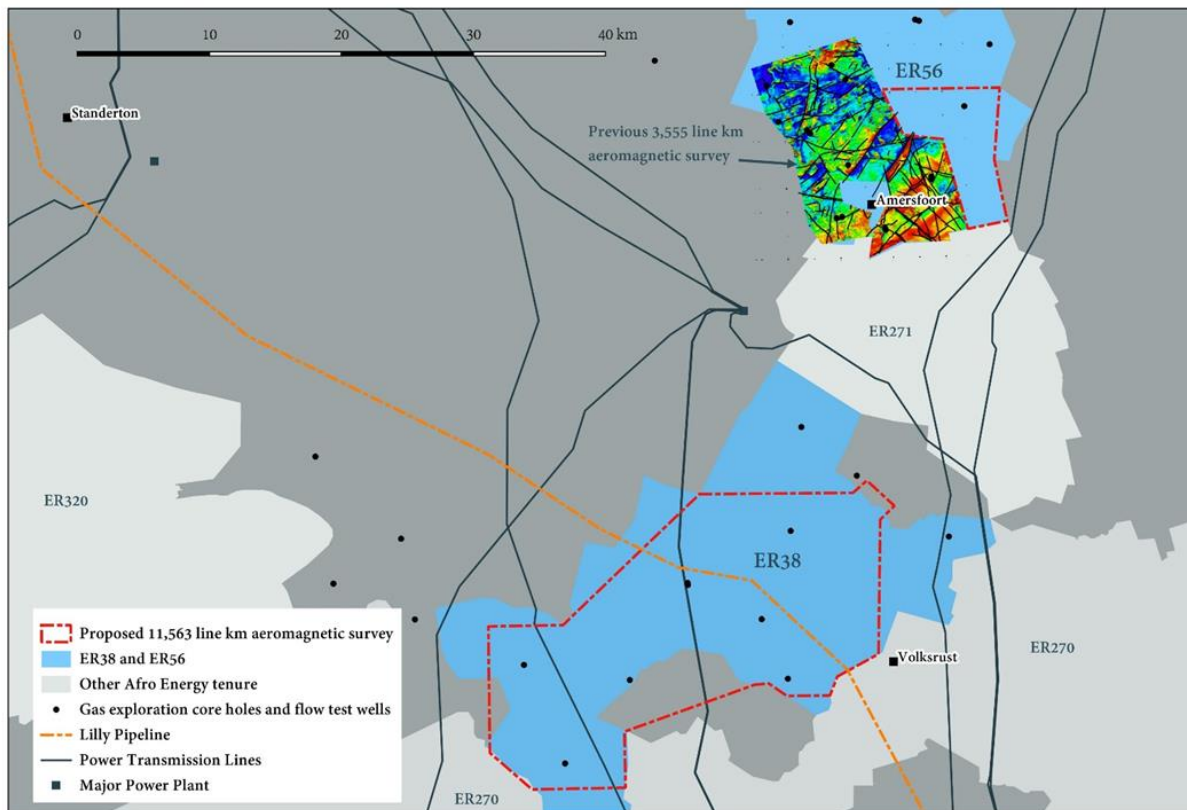 0 10 20 30 40 km
ER56
Standerton
Previous 3,555 line km
aeromagnetic survey
Amersfoort
ER271
ER320
ER38
Volksrust
ER270
ER270
Proposed 11,563 line km aeromagnetic survey
ER38 and ER56
Other Afro Energy tenure
Gas exploration core holes and flow test wells
Lilly Pipeline
Power Transmission Lines
Major Power Plant